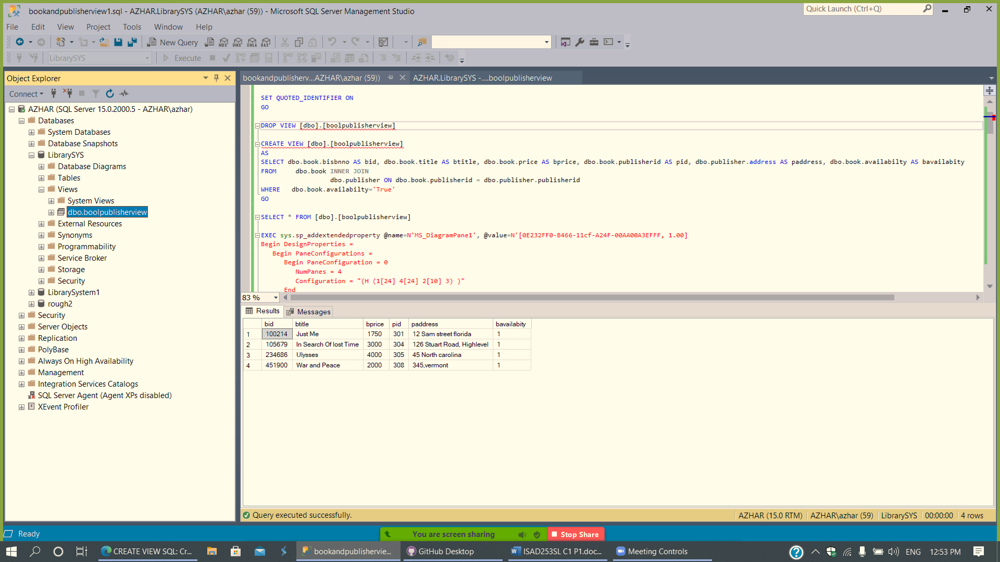 bookandpublisherview1.sql - AZHAR.LibrarySYS (AZHAR\azhar (59)) - Microsoft SQL Server Management Studio
Quick Launch (Ctrl+Q)
File Edit View Project Tools Window Help
New Query
MDX DMX XMLA DAX
LibrarySYS
Execute
Object Explorer
Connect
AZHAR (SQL Server 15.0.2000.5 - AZHAR\azhar)
Databases
System Databases
Database Snapshots
LibrarySYS
Database Diagrams
Tables
Views
System Views
dbo.boolpublisherview
External Resources
Synonyms
Programmability
Service Broker
Storage
Security
LibrarySystem1
rough2
Security
Server Objects
Replication
PolyBase
Always On High Availability
Management
Integration Services Catalogs
SQL Server Agent (Agent XPs disabled)
XEvent Profiler
bookandpublisherv...AZHAR\azhar (59))
AZHAR.LibrarySYS -....boolpublisherview
SET QUOTED_IDENTIFIER ON
GO
DROP VIEW [dbo].[boolpublisherview]
CREATE VIEW [dbo].[boolpublisherview]
AS
SELECT dbo.book.bisbnno AS bid, dbo.book.title AS btitle, dbo.book.price AS bprice, dbo.book.publisherid AS pid, dbo.publisher.address AS paddress, dbo.book.availabilty AS bavailabity
FROM dbo.book INNER JOIN
dbo.publisher ON dbo.book.publisherid = dbo.publisher.publisherid
WHERE dbo.book.availabilty='True'
GO
SELECT * FROM [dbo].[boolpublisherview]
EXEC sys.sp_addextendedproperty @name=N'MS_DiagramPane1', @value=N'[0E232FF0-B466-11cf-A24F-00AA00A3EFFF, 1.00]
Begin DesignProperties =
Begin PaneConfigurations =
Begin PaneConfiguration = 0
NumPanes = 4
Configuration = "(H (1[24] 4[24] 2[10] 3) )"
End
83 %
Results Messages
bid btitle bprice pid paddress bavailabity
1 100214 Just Me 1750 301 12 Sam street florida 1
2 105679 In Search Of lost Time 3000 304 126 Stuart Road, Highlevel 1
3 234686 Ulysses 4000 305 45 North carolina 1
4 451900 War and Peace 2000 308 345,vermont 1
Query executed successfully.
AZHAR (15.0 RTM) AZHAR\azhar (59) LibrarySYS 00:00:00 4 rows
Ready
You are screen sharing
Stop Share
CREATE VIEW SQL: Cr...
bookandpublishervie...
GitHub Desktop
ISAD253SL C1 P1.doc...
Meeting Controls
ENG
12:53 PM